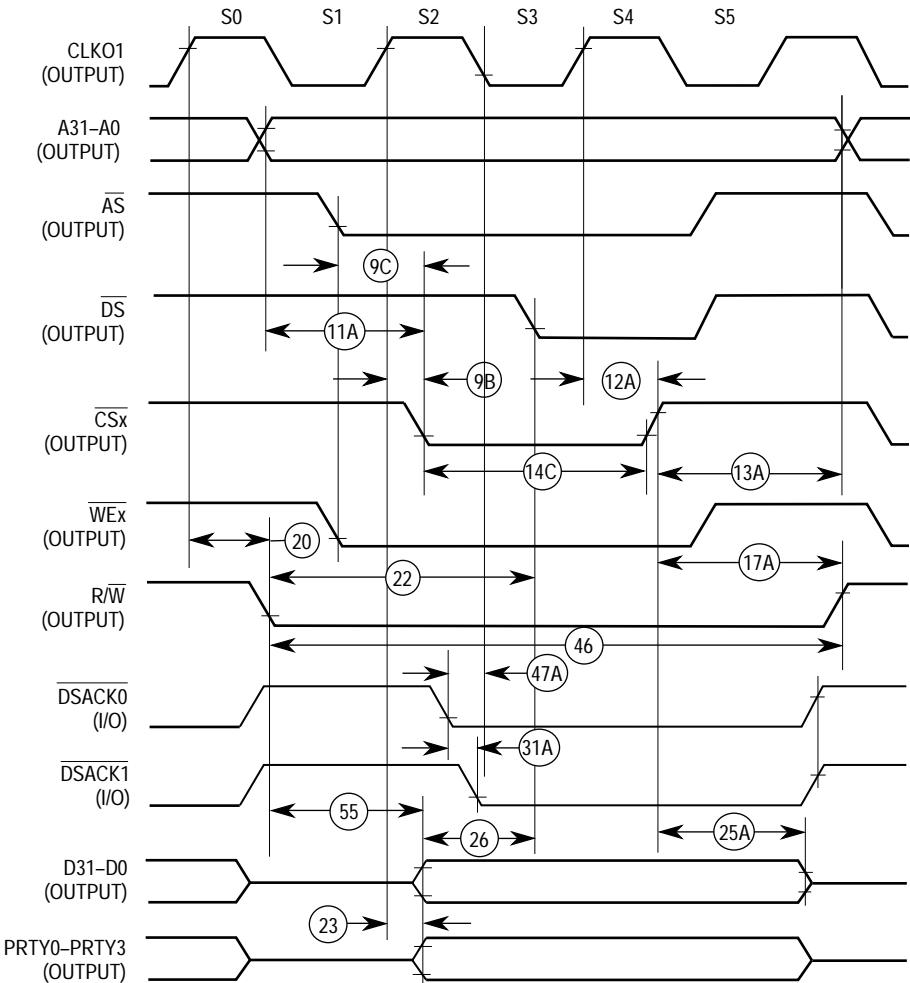 S0 S1 S2 S3 S4 S5
CLKO1
(OUTPUT)
A31–A0
(OUTPUT)
AS
(OUTPUT)
9C
DS
(OUTPUT)
11A
9B 12A
CSx
(OUTPUT)
14C 13A
WEx
(OUTPUT)
20
17A
22
R/W
(OUTPUT)
46
47A
DSACK0
(I/O)
31A
DSACK1
(I/O)
55
26 25A
D31–D0
(OUTPUT)
23
PRTY0–PRTY3
(OUTPUT)